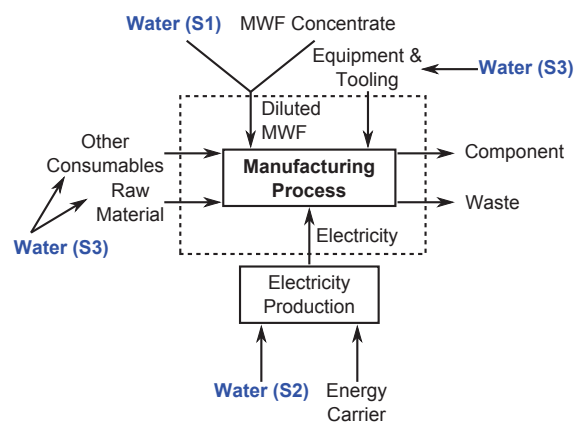 Water (S1)
MWF Concentrate
Equipment &
Tooling
Water (S3)
Diluted
MWF
Other
Consumables
Raw
Material
Water (S3)
Manufacturing
Process
Component
Waste
Electricity
Electricity
Production
Water (S2)
Energy
Carrier